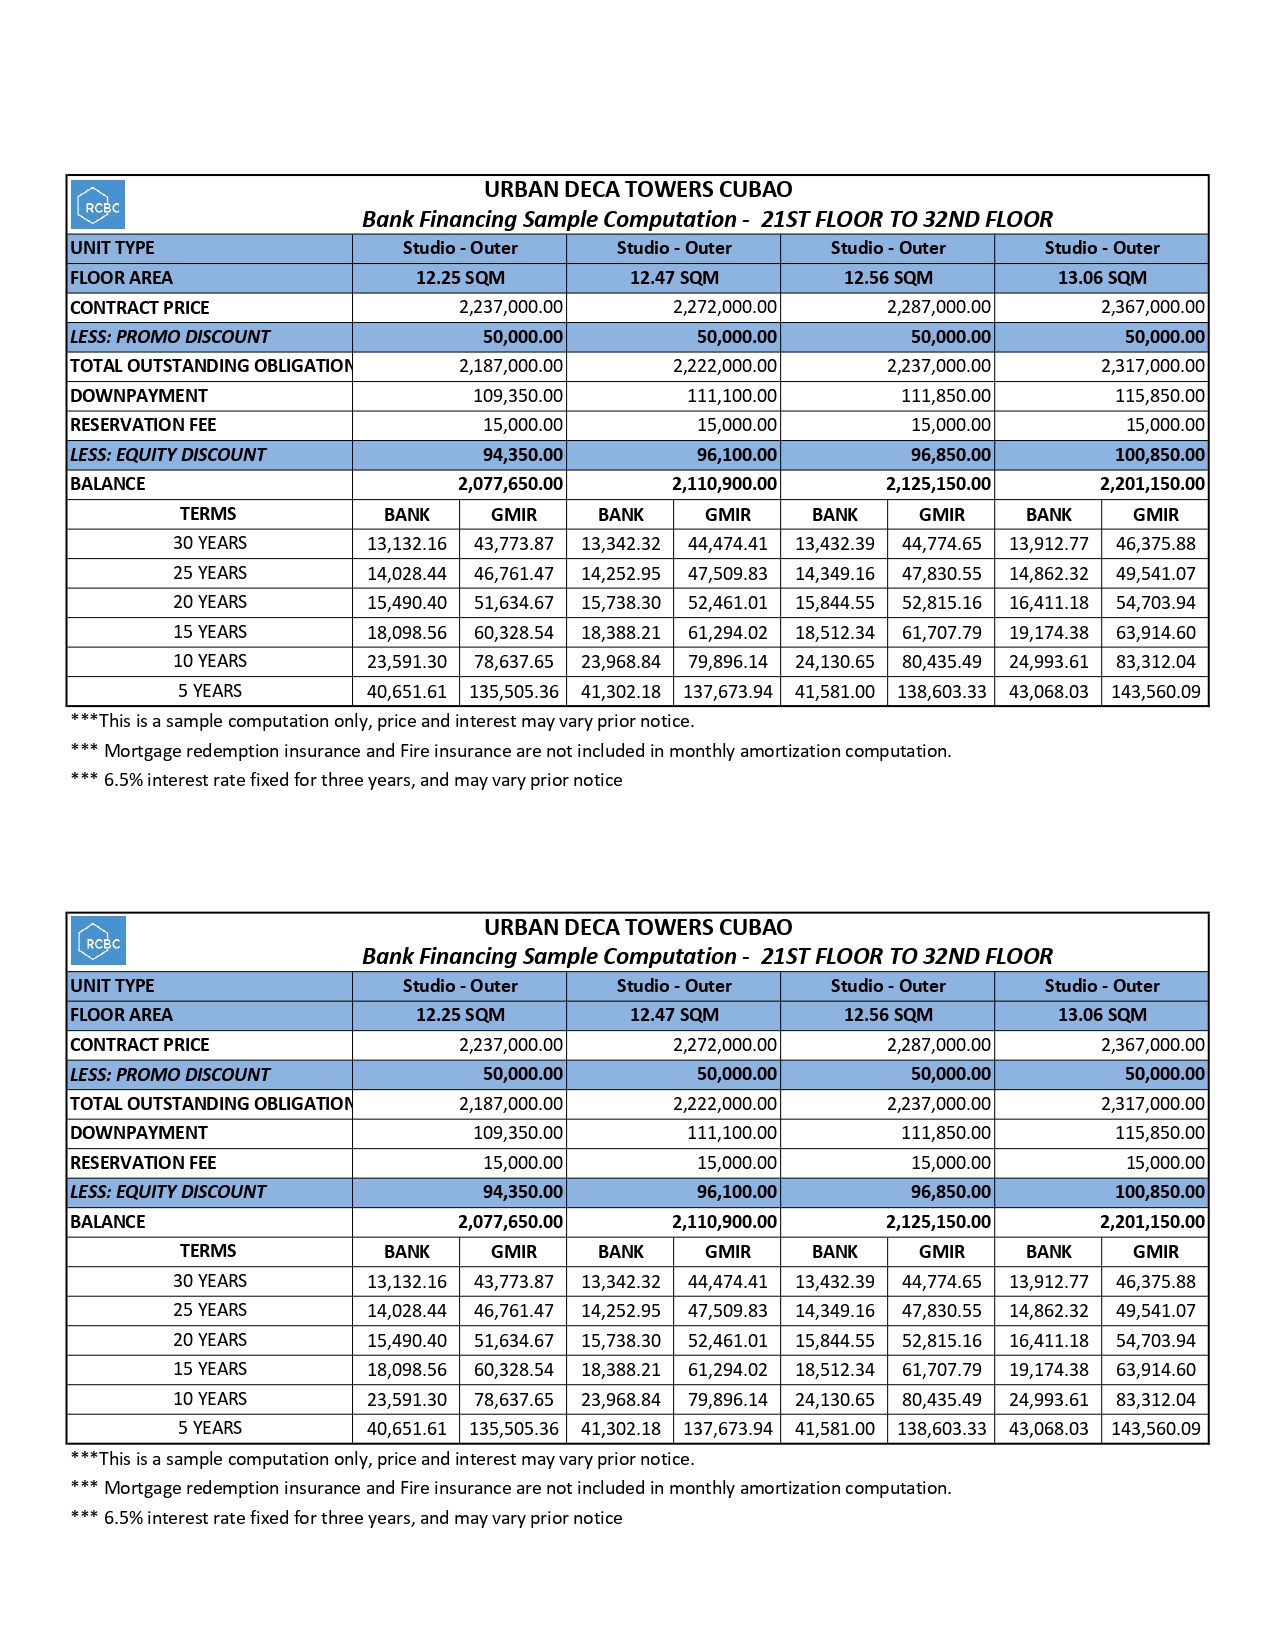 RCBC
URBAN DECA TOWERS CUBAO
Bank Financing Sample Computation - 21ST FLOOR TO 32ND FLOOR
UNIT TYPE Studio - Outer Studio - Outer Studio - Outer Studio - Outer
FLOOR AREA 12.25 SQM 12.47 SQM 12.56 SQM 13.06 SQM
CONTRACT PRICE 2,237,000.00 2,272,000.00 2,287,000.00 2,367,000.00
LESS: PROMO DISCOUNT 50,000.00 50,000.00 50,000.00 50,000.00
TOTAL OUTSTANDING OBLIGATION 2,187,000.00 2,222,000.00 2,237,000.00 2,317,000.00
DOWNPAYMENT 109,350.00 111,100.00 111,850.00 115,850.00
RESERVATION FEE 15,000.00 15,000.00 15,000.00 15,000.00
LESS: EQUITY DISCOUNT 94,350.00 96,100.00 96,850.00 100,850.00
BALANCE 2,077,650.00 2,110,900.00 2,125,150.00 2,201,150.00
TERMS BANK GMIR BANK GMIR BANK GMIR BANK GMIR
30 YEARS 13,132.16 43,773.87 13,342.32 44,474.41 13,432.39 44,774.65 13,912.77 46,375.88
25 YEARS 14,028.44 46,761.47 14,252.95 47,509.83 14,349.16 47,830.55 14,862.32 49,541.07
20 YEARS 15,490.40 51,634.67 15,738.30 52,461.01 15,844.55 52,815.16 16,411.18 54,703.94
15 YEARS 18,098.56 60,328.54 18,388.21 61,294.02 18,512.34 61,707.79 19,174.38 63,914.60
10 YEARS 23,591.30 78,637.65 23,968.84 79,896.14 24,130.65 80,435.49 24,993.61 83,312.04
5 YEARS 40,651.61 135,505.36 41,302.18 137,673.94 41,581.00 138,603.33 43,068.03 143,560.09
***This is a sample computation only, price and interest may vary prior notice.
*** Mortgage redemption insurance and Fire insurance are not included in monthly amortization computation.
*** 6.5% interest rate fixed for three years, and may vary prior notice
RCBC
URBAN DECA TOWERS CUBAO
Bank Financing Sample Computation - 21ST FLOOR TO 32ND FLOOR
UNIT TYPE Studio - Outer Studio - Outer Studio - Outer Studio - Outer
FLOOR AREA 12.25 SQM 12.47 SQM 12.56 SQM 13.06 SQM
CONTRACT PRICE 2,237,000.00 2,272,000.00 2,287,000.00 2,367,000.00
LESS: PROMO DISCOUNT 50,000.00 50,000.00 50,000.00 50,000.00
TOTAL OUTSTANDING OBLIGATION 2,187,000.00 2,222,000.00 2,237,000.00 2,317,000.00
DOWNPAYMENT 109,350.00 111,100.00 111,850.00 115,850.00
RESERVATION FEE 15,000.00 15,000.00 15,000.00 15,000.00
LESS: EQUITY DISCOUNT 94,350.00 96,100.00 96,850.00 100,850.00
BALANCE 2,077,650.00 2,110,900.00 2,125,150.00 2,201,150.00
TERMS BANK GMIR BANK GMIR BANK GMIR BANK GMIR
30 YEARS 13,132.16 43,773.87 13,342.32 44,474.41 13,432.39 44,774.65 13,912.77 46,375.88
25 YEARS 14,028.44 46,761.47 14,252.95 47,509.83 14,349.16 47,830.55 14,862.32 49,541.07
20 YEARS 15,490.40 51,634.67 15,738.30 52,461.01 15,844.55 52,815.16 16,411.18 54,703.94
15 YEARS 18,098.56 60,328.54 18,388.21 61,294.02 18,512.34 61,707.79 19,174.38 63,914.60
10 YEARS 23,591.30 78,637.65 23,968.84 79,896.14 24,130.65 80,435.49 24,993.61 83,312.04
5 YEARS 40,651.61 135,505.36 41,302.18 137,673.94 41,581.00 138,603.33 43,068.03 143,560.09
***This is a sample computation only, price and interest may vary prior notice.
*** Mortgage redemption insurance and Fire insurance are not included in monthly amortization computation.
*** 6.5% interest rate fixed for three years, and may vary prior notice